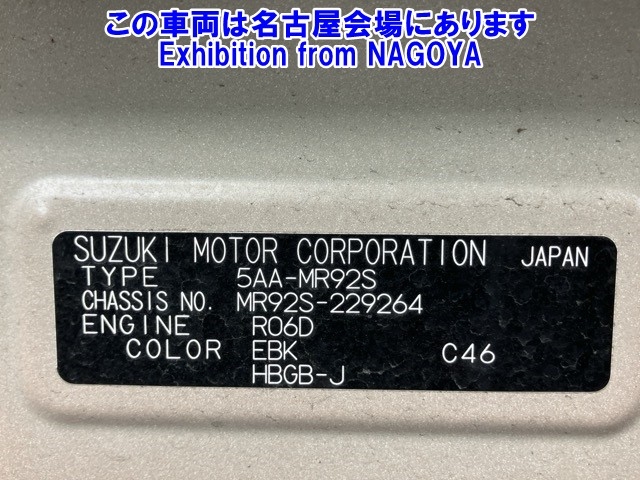 この車両は名古屋会場にあります
Exhibition from NAGOYA
SUZUKI MOTOR CORPORATION JAPAN
TYPE 5AA-MR92S
CHASSIS NO. MR92S-229264
ENGINE R06D
COLOR EBK C46
HBGB-J